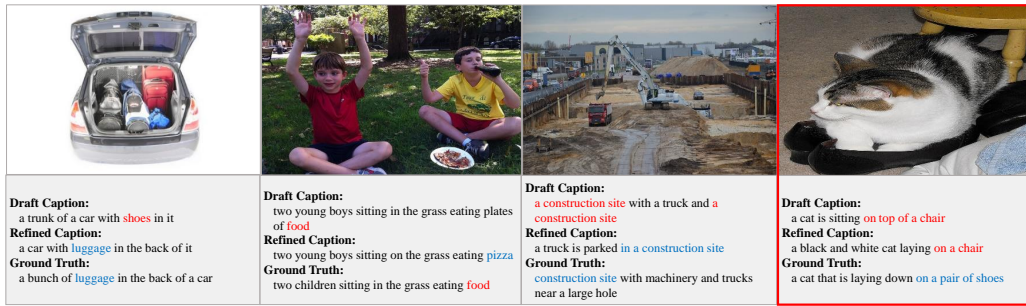 Draft Caption:
a trunk of a car with shoes in it
Refined Caption:
a car with luggage in the back of it
Ground Truth:
a bunch of luggage in the back of a car
Draft Caption:
two young boys sitting in the grass eating plates
of food
Refined Caption:
two young boys sitting on the grass eating pizza
Ground Truth:
two children sitting in the grass eating food
Draft Caption:
a construction site with a truck and a
construction site
Refined Caption:
a truck is parked in a construction site
Ground Truth:
construction site with machinery and trucks
near a large hole
Draft Caption:
a cat is sitting on top of a chair
Refined Caption:
a black and white cat laying on a chair
Ground Truth:
a cat that is laying down on a pair of shoes